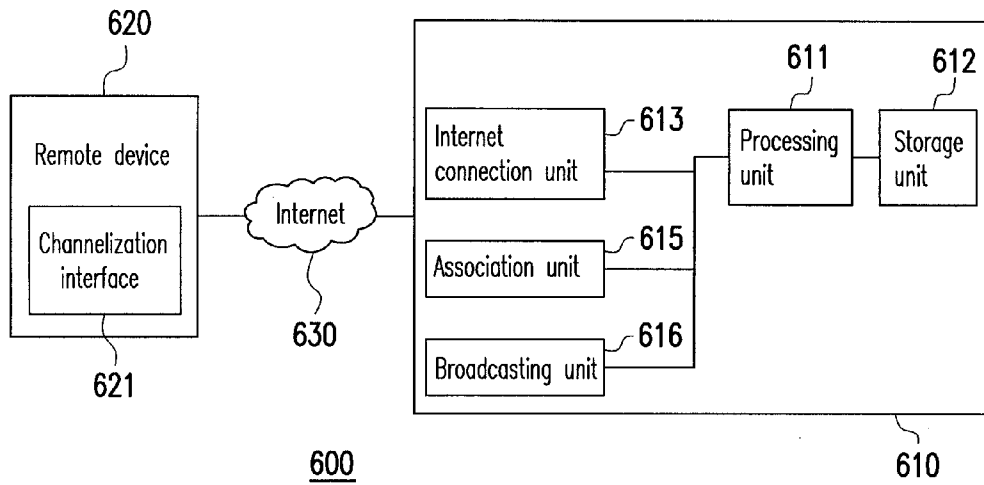 620
Remote device
Channelization
interface
621
Internet
630
Internet
connection unit
613
Association unit
615
Broadcasting unit
616
Processing
unit
611
Storage
unit
612
610
600